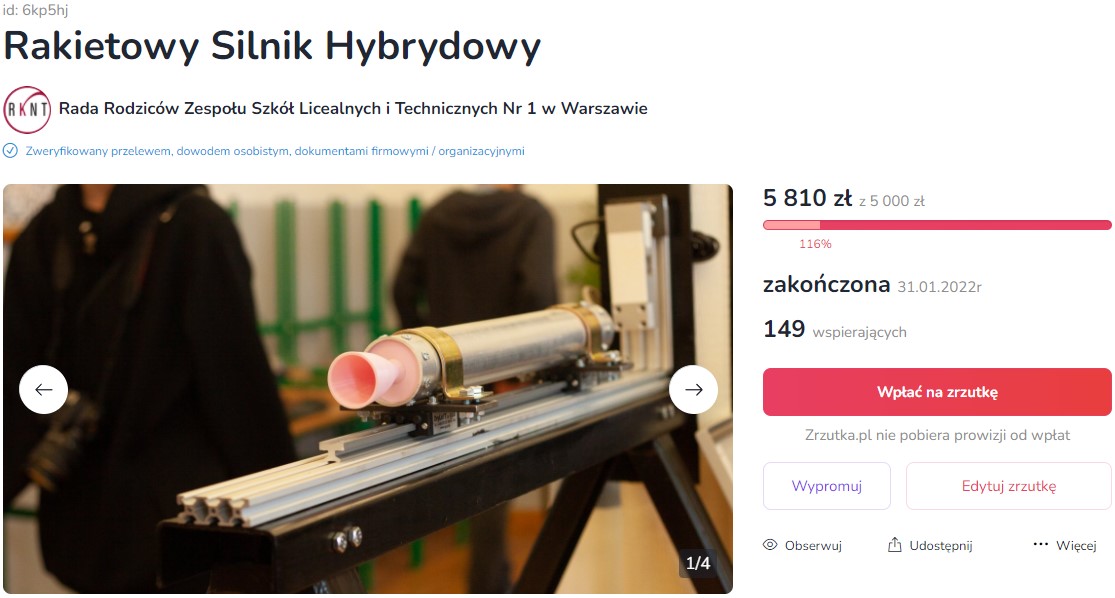 id: 6kp5hj
Rakietowy Silnik Hybrydowy
RKNT
Rada Rodziców Zespołu Szkół Licealnych i Technicznych Nr 1 w Warszawie
Zweryfikowany przelewem, dowodem osobistym, dokumentami firmowymi / organizacyjnymi
5 810 zł z 5 000 zł
116%
zakończona 31.01.2022r
149 wspierających
Wpłać na zrzutkę
Zrzutka.pl nie pobiera prowizji od wpłat
Wypromuj Edytuj zrzutkę
Obserwuj Udostępnij Więcej
1/4